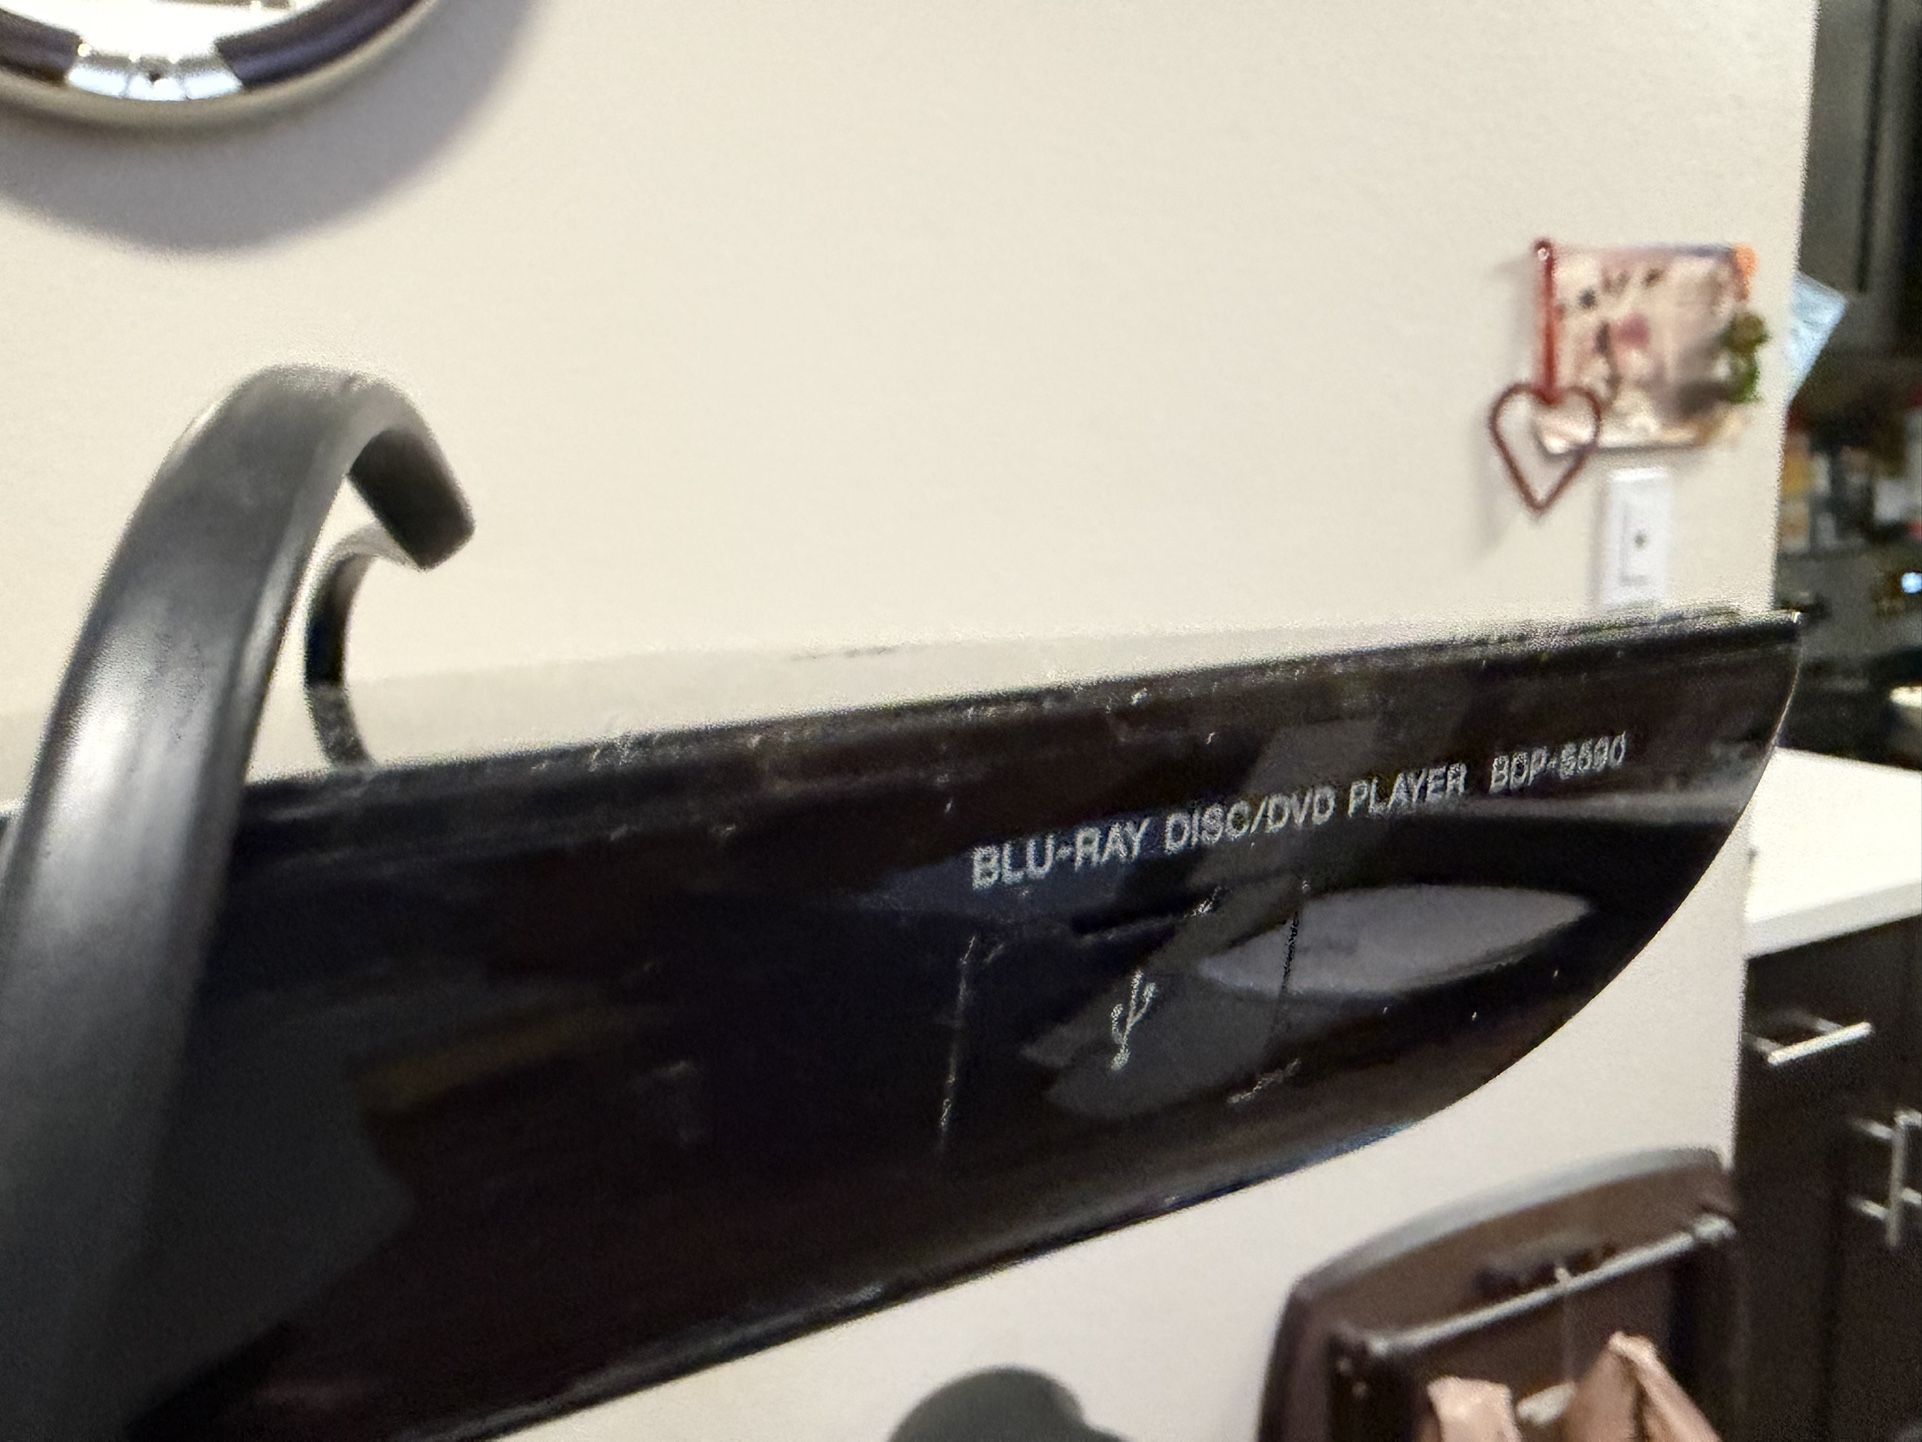 BLU-RAY DISC/DVD PLAYER BDP-S590